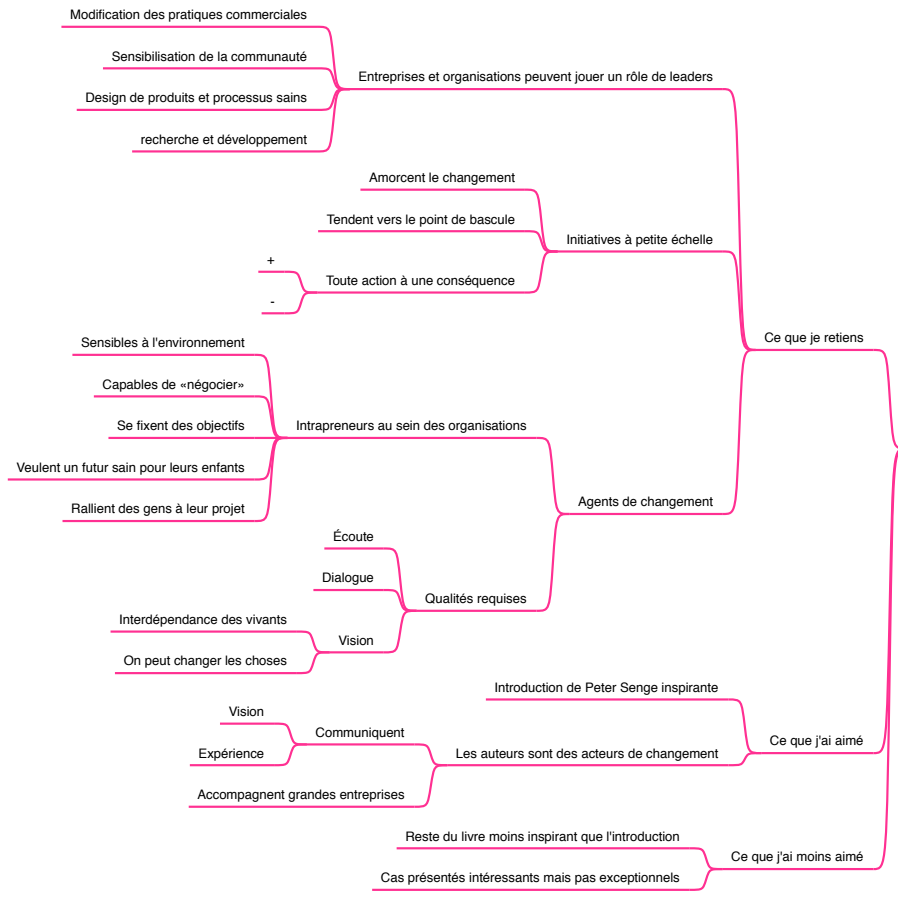 Modification des pratiques commerciales
Sensibilisation de la communauté
Entreprises et organisations peuvent jouer un rôle de leaders
Design de produits et processus sains
recherche et développement
Amorcent le changement
Tendent vers le point de bascule
Initiatives à petite échelle
+
Toute action à une conséquence
-
Ce que je retiens
Sensibles à l'environnement
Capables de «négocier»
Se fixent des objectifs
Intrapreneurs au sein des organisations
Veulent un futur sain pour leurs enfants
Rallient des gens à leur projet
Agents de changement
Écoute
Dialogue
Qualités requises
Interdépendance des vivants
Vision
On peut changer les choses
Introduction de Peter Senge inspirante
Vision
Communiquent
Ce que j'ai aimé
Expérience
Les auteurs sont des acteurs de changement
Accompagnent grandes entreprises
Reste du livre moins inspirant que l'introduction
Ce que j'ai moins aimé
Cas présentés intéressants mais pas exceptionnels